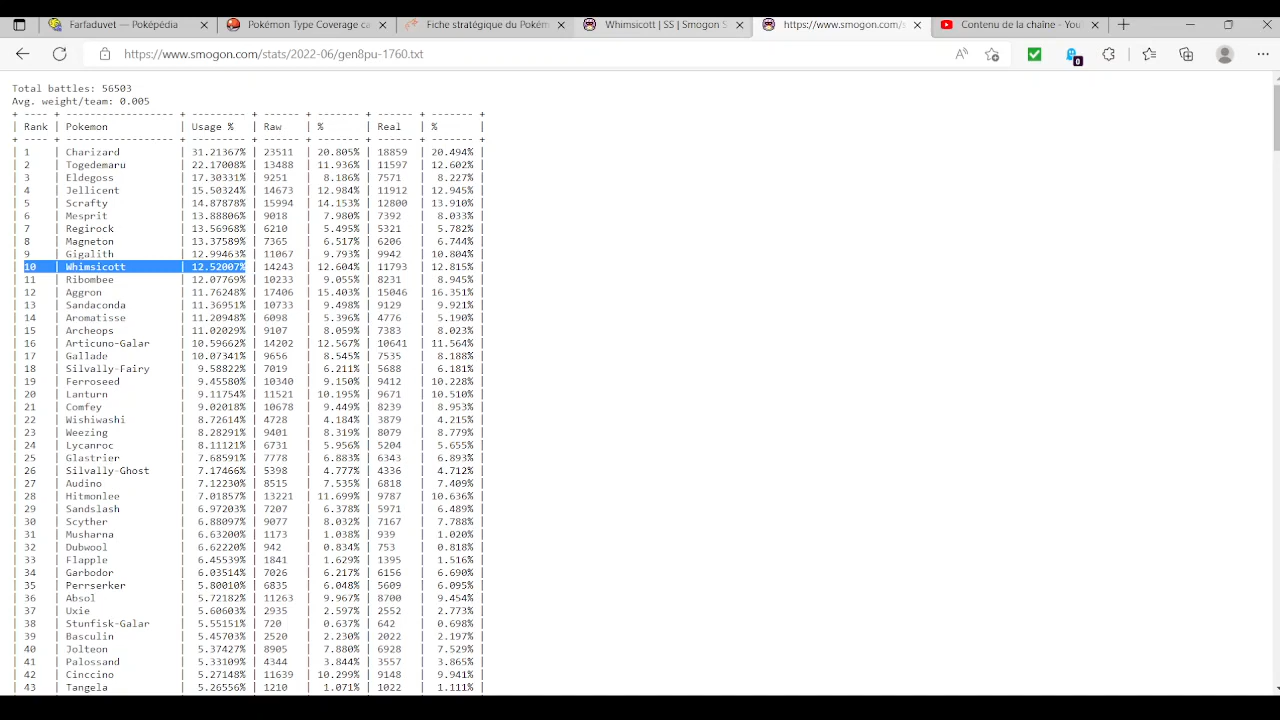 Farfaduvet — Poképédia
Pokémon Type Coverage ca
Fiche stratégique du Pokém
Whimsicott | SS | Smogon S
https://www.smogon.com/s
Contenu de la chaîne - You
https://www.smogon.com/stats/2022-06/gen8pu-1760.txt
Total battles: 56503
Avg. weight/team: 0.005
+ ---- + ------------------ + --------- + ------ + ------- + ------ + ------- +
| Rank | Pokemon | Usage % | Raw | % | Real | % |
+ ---- + ------------------ + --------- + ------ + ------- + ------ + ------- +
| 1 | Charizard | 31.21367% | 23511 | 20.805% | 18859 | 20.494% |
| 2 | Togedemaru | 22.17008% | 13488 | 11.936% | 11597 | 12.602% |
| 3 | Eldegoss | 17.30331% | 9251 | 8.186% | 7571 | 8.227% |
| 4 | Jellicent | 15.50324% | 14673 | 12.984% | 11912 | 12.945% |
| 5 | Scrafty | 14.87878% | 15994 | 14.153% | 12800 | 13.910% |
| 6 | Mesprit | 13.88806% | 9018 | 7.980% | 7392 | 8.033% |
| 7 | Regirock | 13.56968% | 6210 | 5.495% | 5321 | 5.782% |
| 8 | Magneton | 13.37589% | 7365 | 6.517% | 6206 | 6.744% |
| 9 | Gigalith | 12.99463% | 11067 | 9.793% | 9942 | 10.804% |
| 10 | Whimsicott | 12.52007% | 14243 | 12.604% | 11793 | 12.815% |
| 11 | Ribombee | 12.07769% | 10233 | 9.055% | 8231 | 8.945% |
| 12 | Aggron | 11.76248% | 17406 | 15.403% | 15046 | 16.351% |
| 13 | Sandaconda | 11.36951% | 10733 | 9.498% | 9129 | 9.921% |
| 14 | Aromatisse | 11.20948% | 6098 | 5.396% | 4776 | 5.190% |
| 15 | Archeops | 11.02029% | 9107 | 8.059% | 7383 | 8.023% |
| 16 | Articuno-Galar | 10.59662% | 14202 | 12.567% | 10641 | 11.564% |
| 17 | Gallade | 10.07341% | 9656 | 8.545% | 7535 | 8.188% |
| 18 | Silvally-Fairy | 9.58822% | 7019 | 6.211% | 5688 | 6.181% |
| 19 | Ferroseed | 9.45580% | 10340 | 9.150% | 9412 | 10.228% |
| 20 | Lanturn | 9.11754% | 11521 | 10.195% | 9671 | 10.510% |
| 21 | Comfey | 9.02018% | 10678 | 9.449% | 8239 | 8.953% |
| 22 | Wishiwashi | 8.72614% | 4728 | 4.184% | 3879 | 4.215% |
| 23 | Weezing | 8.28291% | 9401 | 8.319% | 8079 | 8.779% |
| 24 | Lycanroc | 8.11121% | 6731 | 5.956% | 5204 | 5.655% |
| 25 | Glastrier | 7.68591% | 7778 | 6.883% | 6343 | 6.893% |
| 26 | Silvally-Ghost | 7.17466% | 5398 | 4.777% | 4336 | 4.712% |
| 27 | Audino | 7.12230% | 8515 | 7.535% | 6818 | 7.409% |
| 28 | Hitmonlee | 7.01857% | 13221 | 11.699% | 9787 | 10.636% |
| 29 | Sandslash | 6.97203% | 7207 | 6.378% | 5971 | 6.489% |
| 30 | Scyther | 6.88097% | 9077 | 8.032% | 7167 | 7.788% |
| 31 | Musharna | 6.63200% | 1173 | 1.038% | 939 | 1.020% |
| 32 | Dubwool | 6.62220% | 942 | 0.834% | 753 | 0.818% |
| 33 | Flapple | 6.45539% | 1841 | 1.629% | 1395 | 1.516% |
| 34 | Garbodor | 6.03514% | 7026 | 6.217% | 6156 | 6.690% |
| 35 | Perrserker | 5.80010% | 6835 | 6.048% | 5609 | 6.095% |
| 36 | Absol | 5.72182% | 11263 | 9.967% | 8700 | 9.454% |
| 37 | Uxie | 5.60603% | 2935 | 2.597% | 2552 | 2.773% |
| 38 | Stunfisk-Galar | 5.55151% | 720 | 0.637% | 642 | 0.698% |
| 39 | Basculin | 5.45703% | 2520 | 2.230% | 2022 | 2.197% |
| 40 | Jolteon | 5.37427% | 8905 | 7.880% | 6928 | 7.529% |
| 41 | Palossand | 5.33109% | 4344 | 3.844% | 3557 | 3.865% |
| 42 | Cinccino | 5.27148% | 11639 | 10.299% | 9148 | 9.941% |
| 43 | Tangela | 5.26556% | 1210 | 1.071% | 1022 | 1.111% |